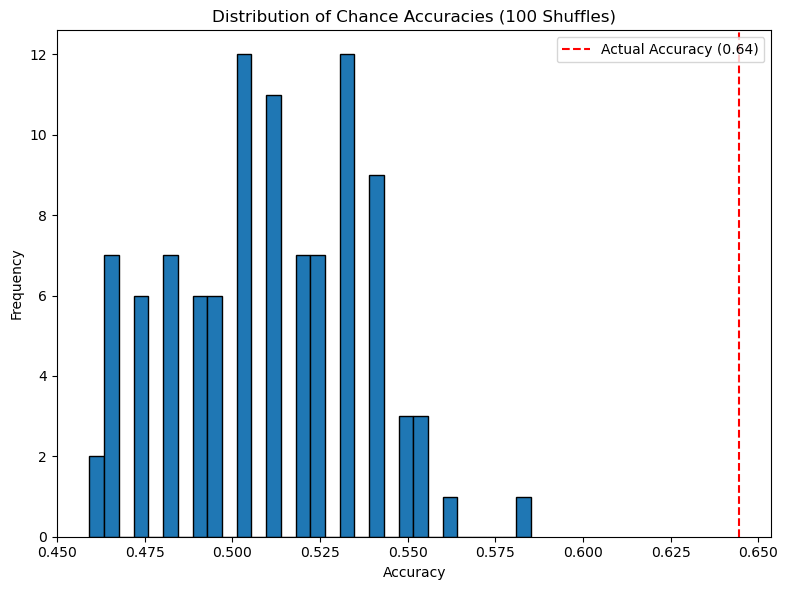 Distribution of Chance Accuracies (100 Shuffles)
Actual Accuracy (0.64)
Frequency
12
10
8
6
4
2
0
0.450 0.475 0.500 0.525 0.550 0.575 0.600 0.625 0.650
Accuracy